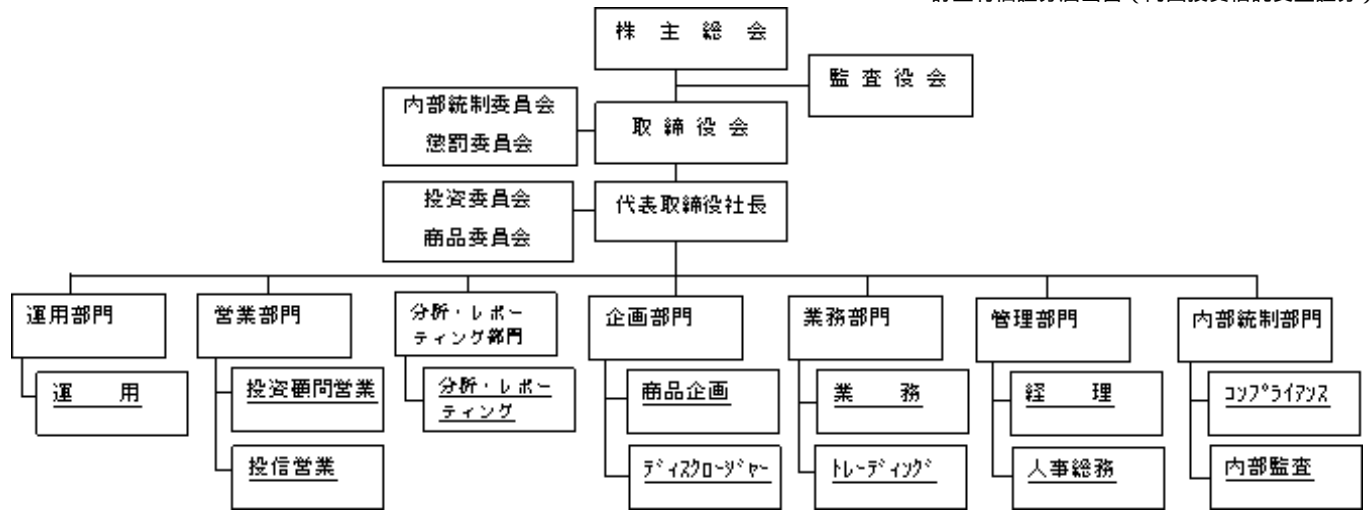 株 主 総 会
監 査 役 会
内部統制委員会
懲罰委員会
取 締 役 会
投資委員会
商品委員会
代表取締役社長
運用部門
営業部門
分析・レポー
ティング部門
企画部門
業務部門
管理部門
内部統制部門
運 用
投資顧問営業
分析・レポー
ティング
商品企画
業 務
経 理
コンプライアンス
投信営業
ディスクロージャー
トレーディング
人事総務
内部監査